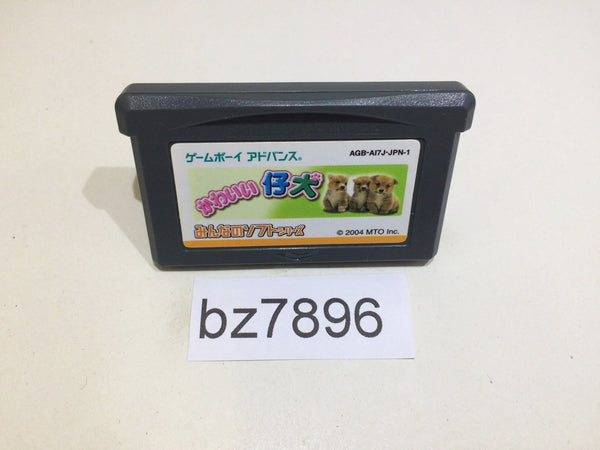 ゲームボーイ アドバンス®
AGB-AI7J-JPN-1
かわいい仔犬
みんなのソフトシリーズ
© 2004 MTO Inc.
bz7896